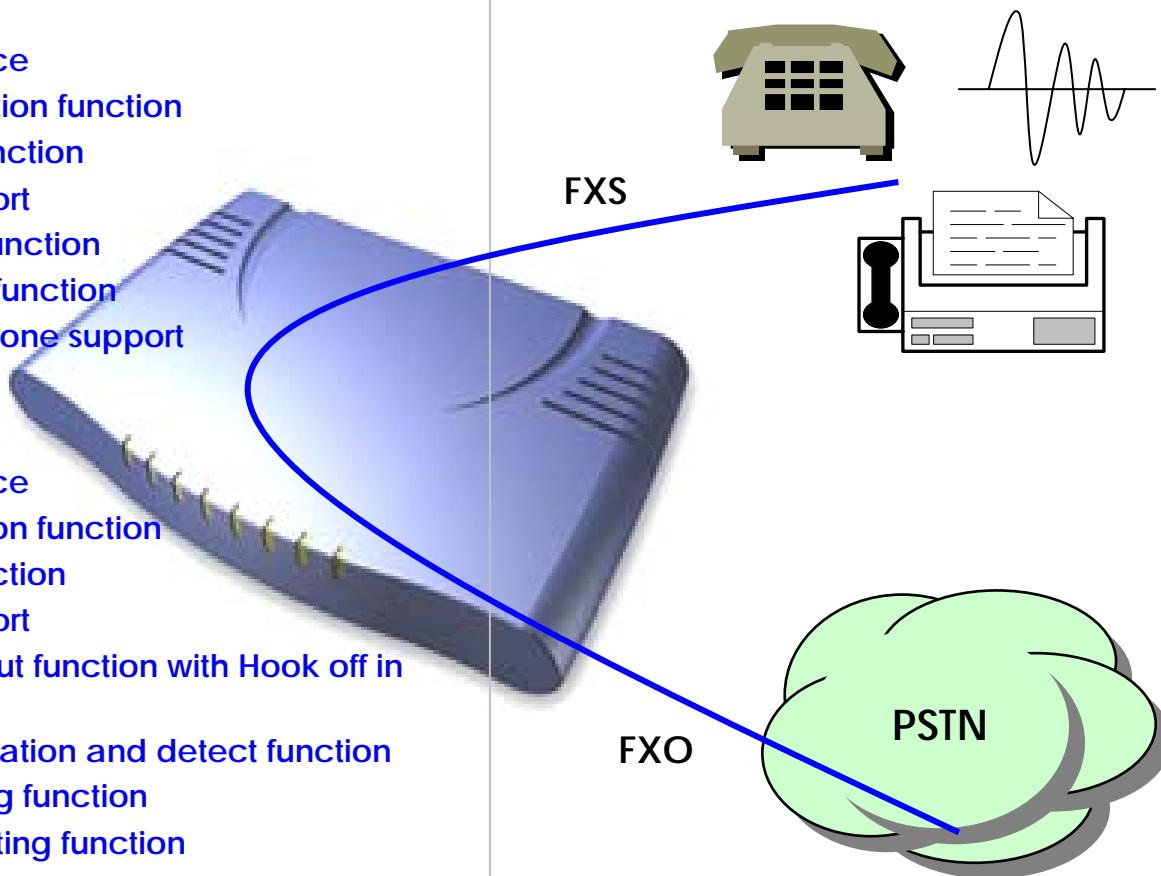 ce
tion function
nction
ort
unction
function
one support
ce
on function
ction
ort
ut function with Hook off in
ation and detect function
g function
ting function
FXS
FXO
PSTN